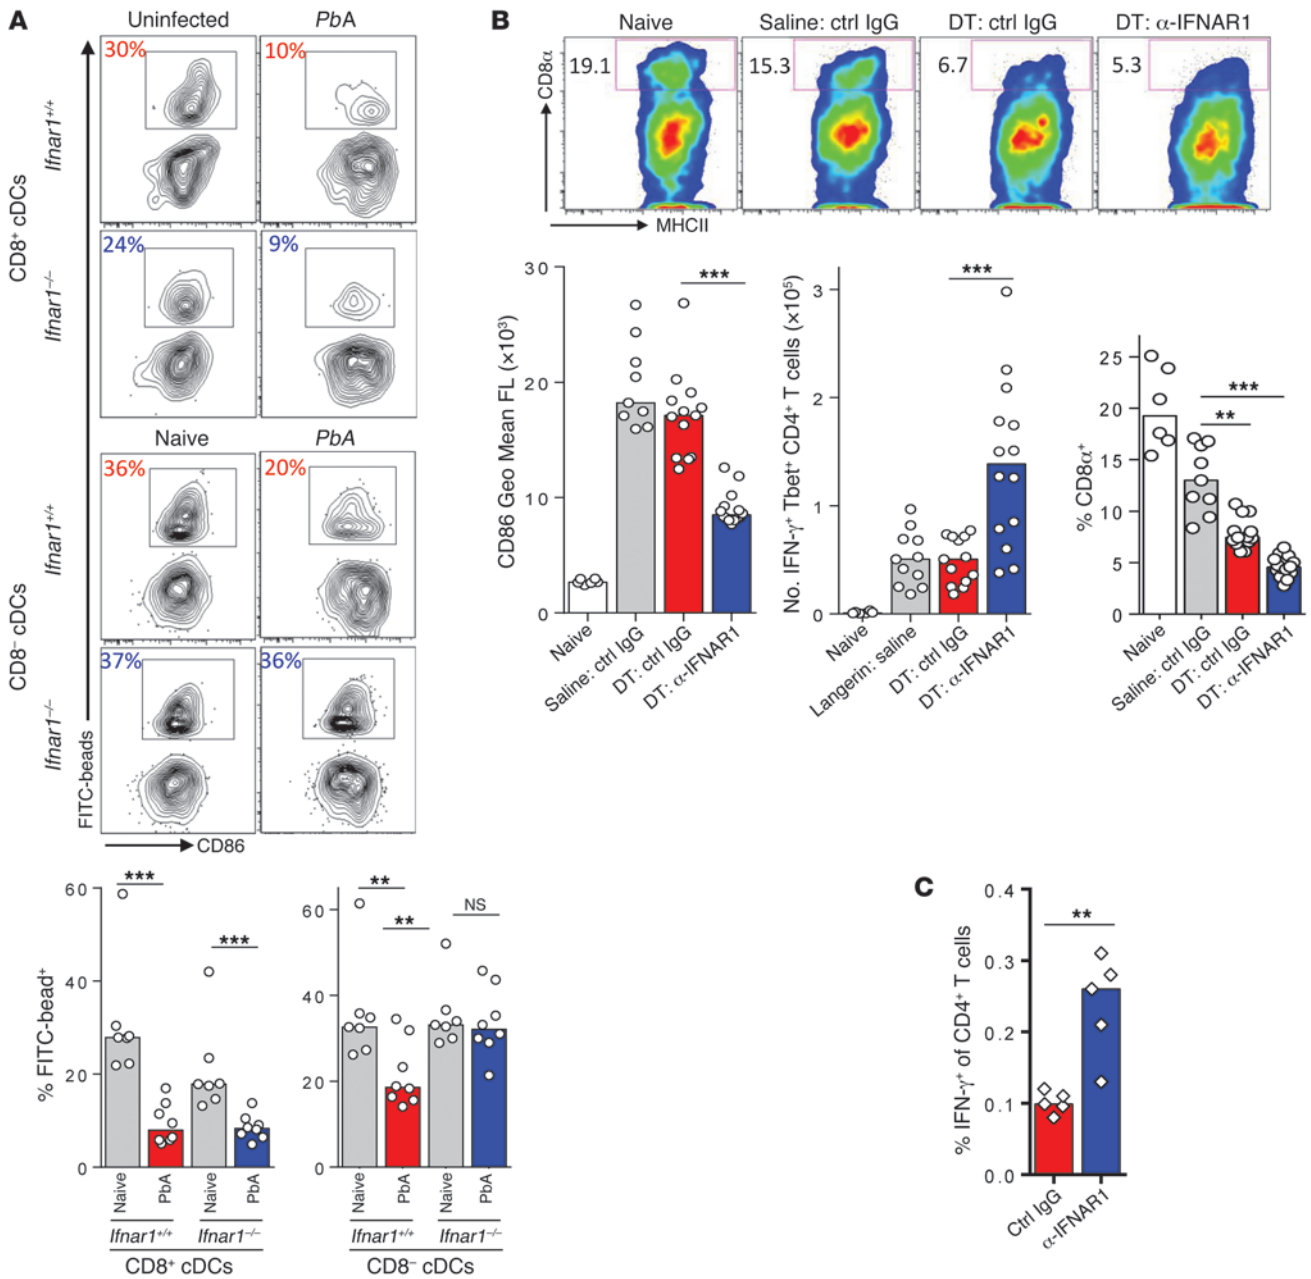 A
Uninfected PbA
CD8⁺ cDCs
Ifnar1⁺/⁺
30% 10%
Ifnar1⁻/⁻
24% 9%
Naive PbA
CD8⁻ cDCs
Ifnar1⁺/⁺
36% 20%
Ifnar1⁻/⁻
37% 36%
FITC-beads
CD86
% FITC-bead⁺
60
40
20
0
*** ***
Naive PbA Naive PbA
Ifnar1⁺/⁺ Ifnar1⁻/⁻
CD8⁺ cDCs
60
40
20
0
** ** NS
Naive PbA Naive PbA
Ifnar1⁺/⁺ Ifnar1⁻/⁻
CD8⁻ cDCs
B
Naive Saline: ctrl IgG DT: ctrl IgG DT: α-IFNAR1
CD8α
19.1 15.3 6.7 5.3
MHCII
CD86 Geo Mean FL (×10³)
30
20
10
0
***
Naive
Saline: ctrl IgG
DT: ctrl IgG
DT: α-IFNAR1
No. IFN-γ⁺ Tbet⁺ CD4⁺ T cells (×10⁵)
3
2
1
0
***
Naive
Langerin: saline
DT: ctrl IgG
DT: α-IFNAR1
% CD8α⁺
25
20
15
10
5
0
***
**
Naive
Saline: ctrl IgG
DT: ctrl IgG
DT: α-IFNAR1
C
% IFN-γ⁺ of CD4⁺ T cells
0.4
0.3
0.2
0.1
0.0
**
Ctrl IgG
α-IFNAR1